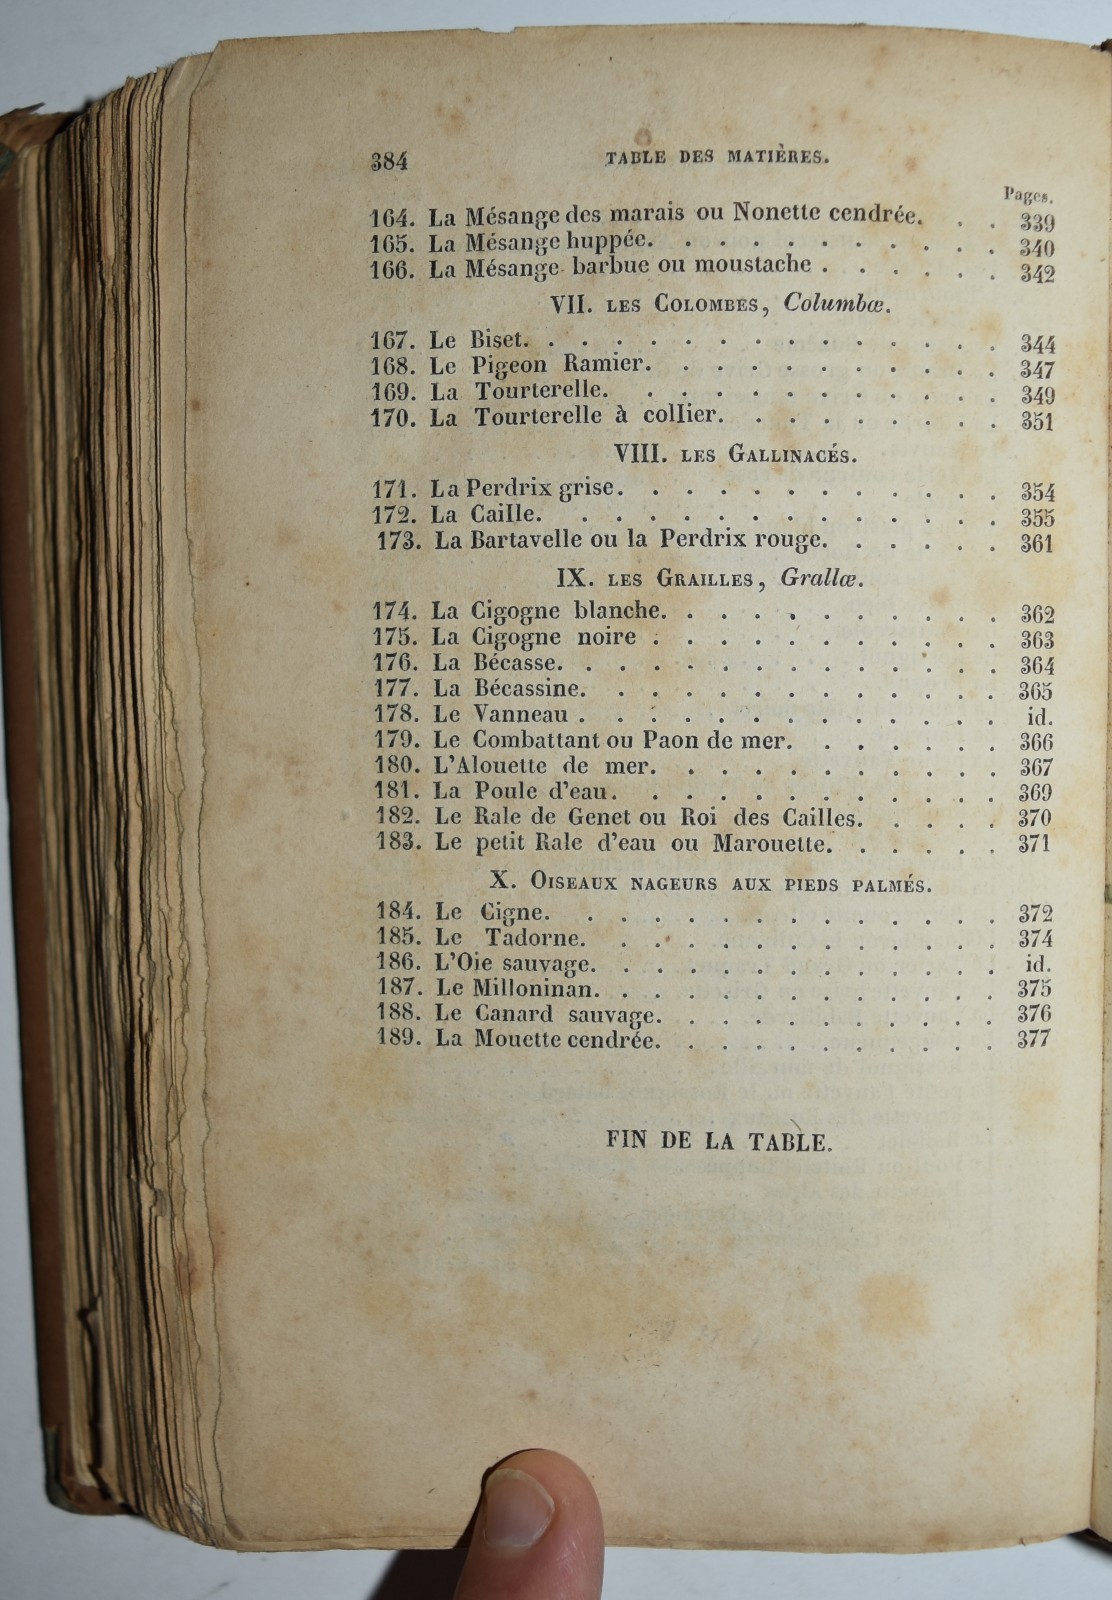 384 TABLE DES MATIÈRES.
Pages.
164. La Mésange des marais ou Nonette cendrée. . . 339
165. La Mésange huppée. . . . . . . . . . . 340
166. La Mésange barbue ou moustache . . . . . . 342
VII. LES COLOMBES, Columbæ.
167. Le Biset. . . . . . . . . . . . . . . 344
168. Le Pigeon Ramier. . . . . . . . . . . 347
169. La Tourterelle. . . . . . . . . . . . 349
170. La Tourterelle à collier. . . . . . . . . 351
VIII. LES GALLINACÉS.
171. La Perdrix grise. . . . . . . . . . . . 354
172. La Caille. . . . . . . . . . . . . . 355
173. La Bartavelle ou la Perdrix rouge. . . . . . 361
IX. LES GRAILLES, Grallæ.
174. La Cigogne blanche. . . . . . . . . . . 362
175. La Cigogne noire . . . . . . . . . . . 363
176. La Bécasse. . . . . . . . . . . . . . 364
177. La Bécassine. . . . . . . . . . . . . 365
178. Le Vanneau . . . . . . . . . . . . . id.
179. Le Combattant ou Paon de mer. . . . . . . 366
180. L'Alouette de mer. . . . . . . . . . . 367
181. La Poule d'eau. . . . . . . . . . . . 369
182. Le Rale de Genet ou Roi des Cailles. . . . . 370
183. Le petit Rale d'eau ou Marouette. . . . . . 371
X. OISEAUX NAGEURS AUX PIEDS PALMÉS.
184. Le Cigne. . . . . . . . . . . . . . 372
185. Le Tadorne. . . . . . . . . . . . . 374
186. L'Oie sauvage. . . . . . . . . . . . . id.
187. Le Milloninan. . . . . . . . . . . . . 375
188. Le Canard sauvage. . . . . . . . . . . 376
189. La Mouette cendrée. . . . . . . . . . . 377
FIN DE LA TABLE.